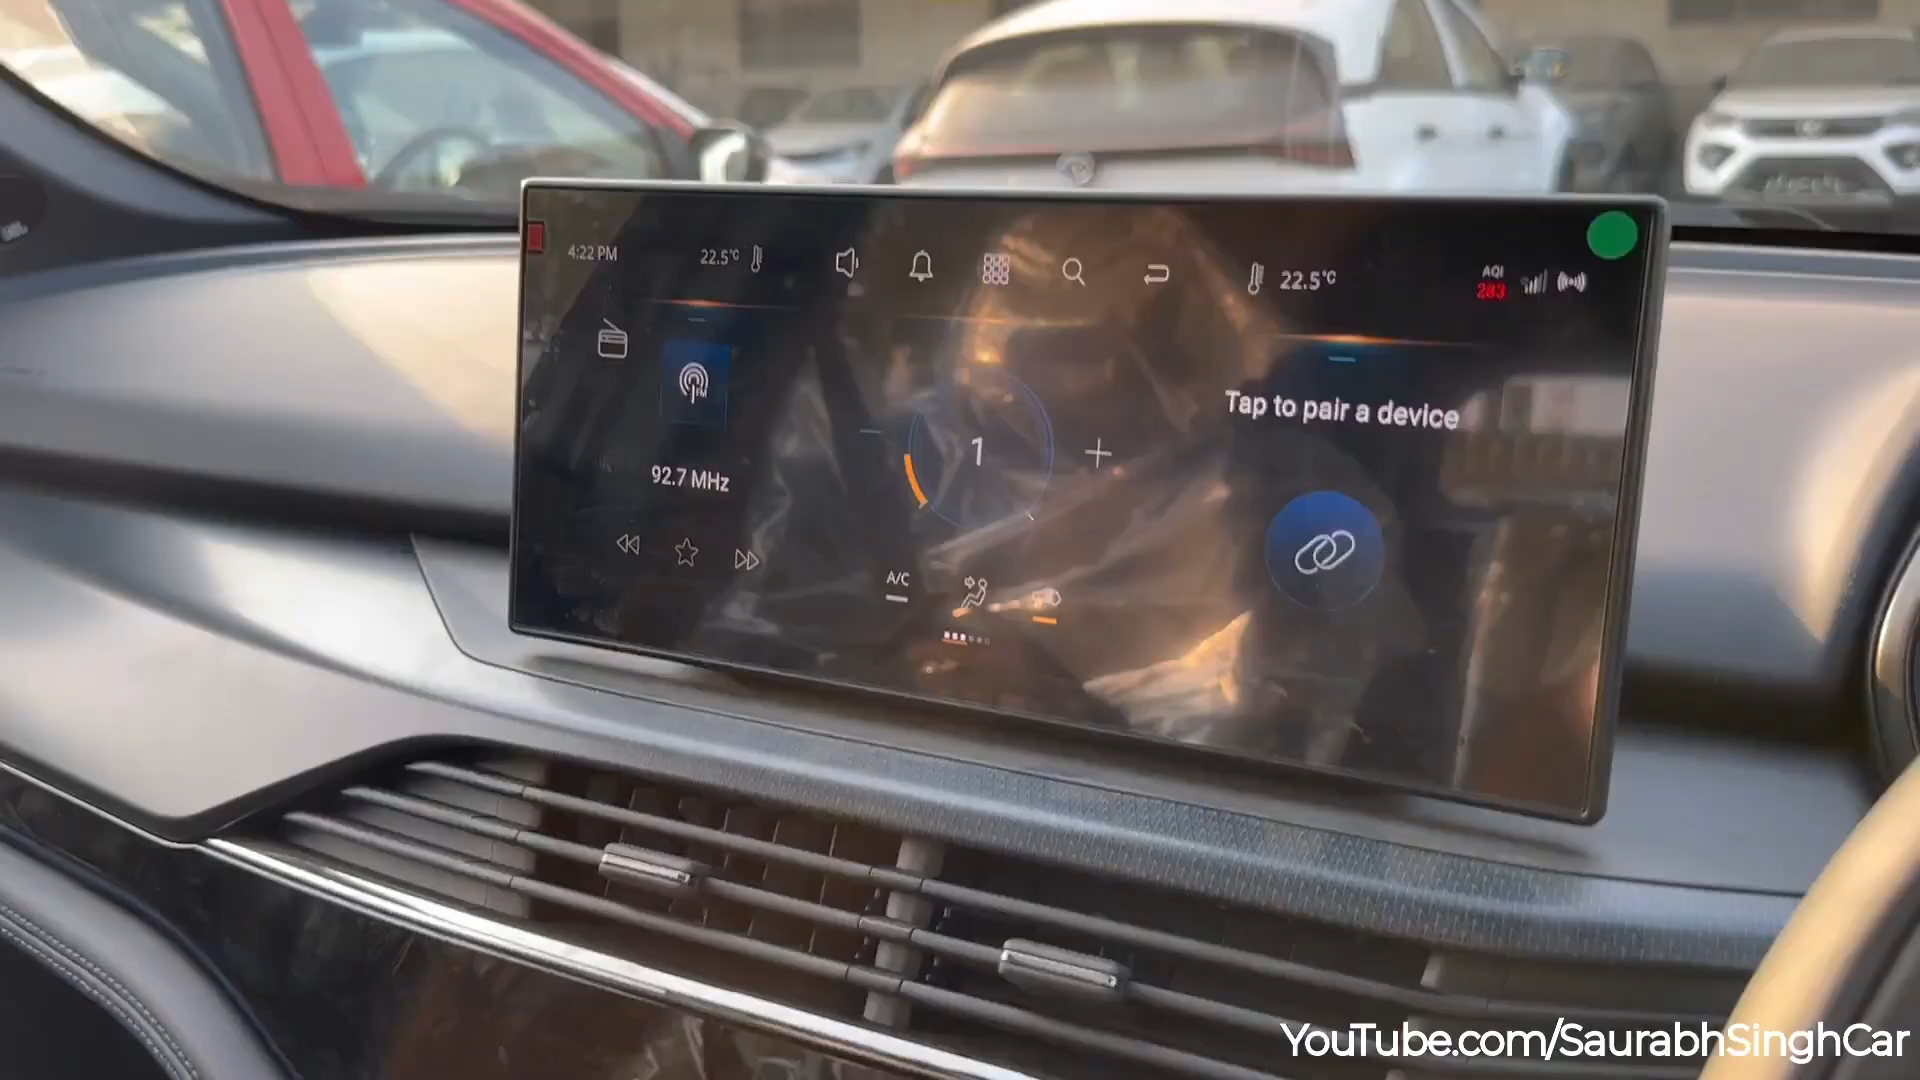 4:22 PM
22.5°C
22.5°C
AQI
283
FM
92.7 MHz
1
A/C
Tap to pair a device
YouTube.com/SaurabhSinghCar